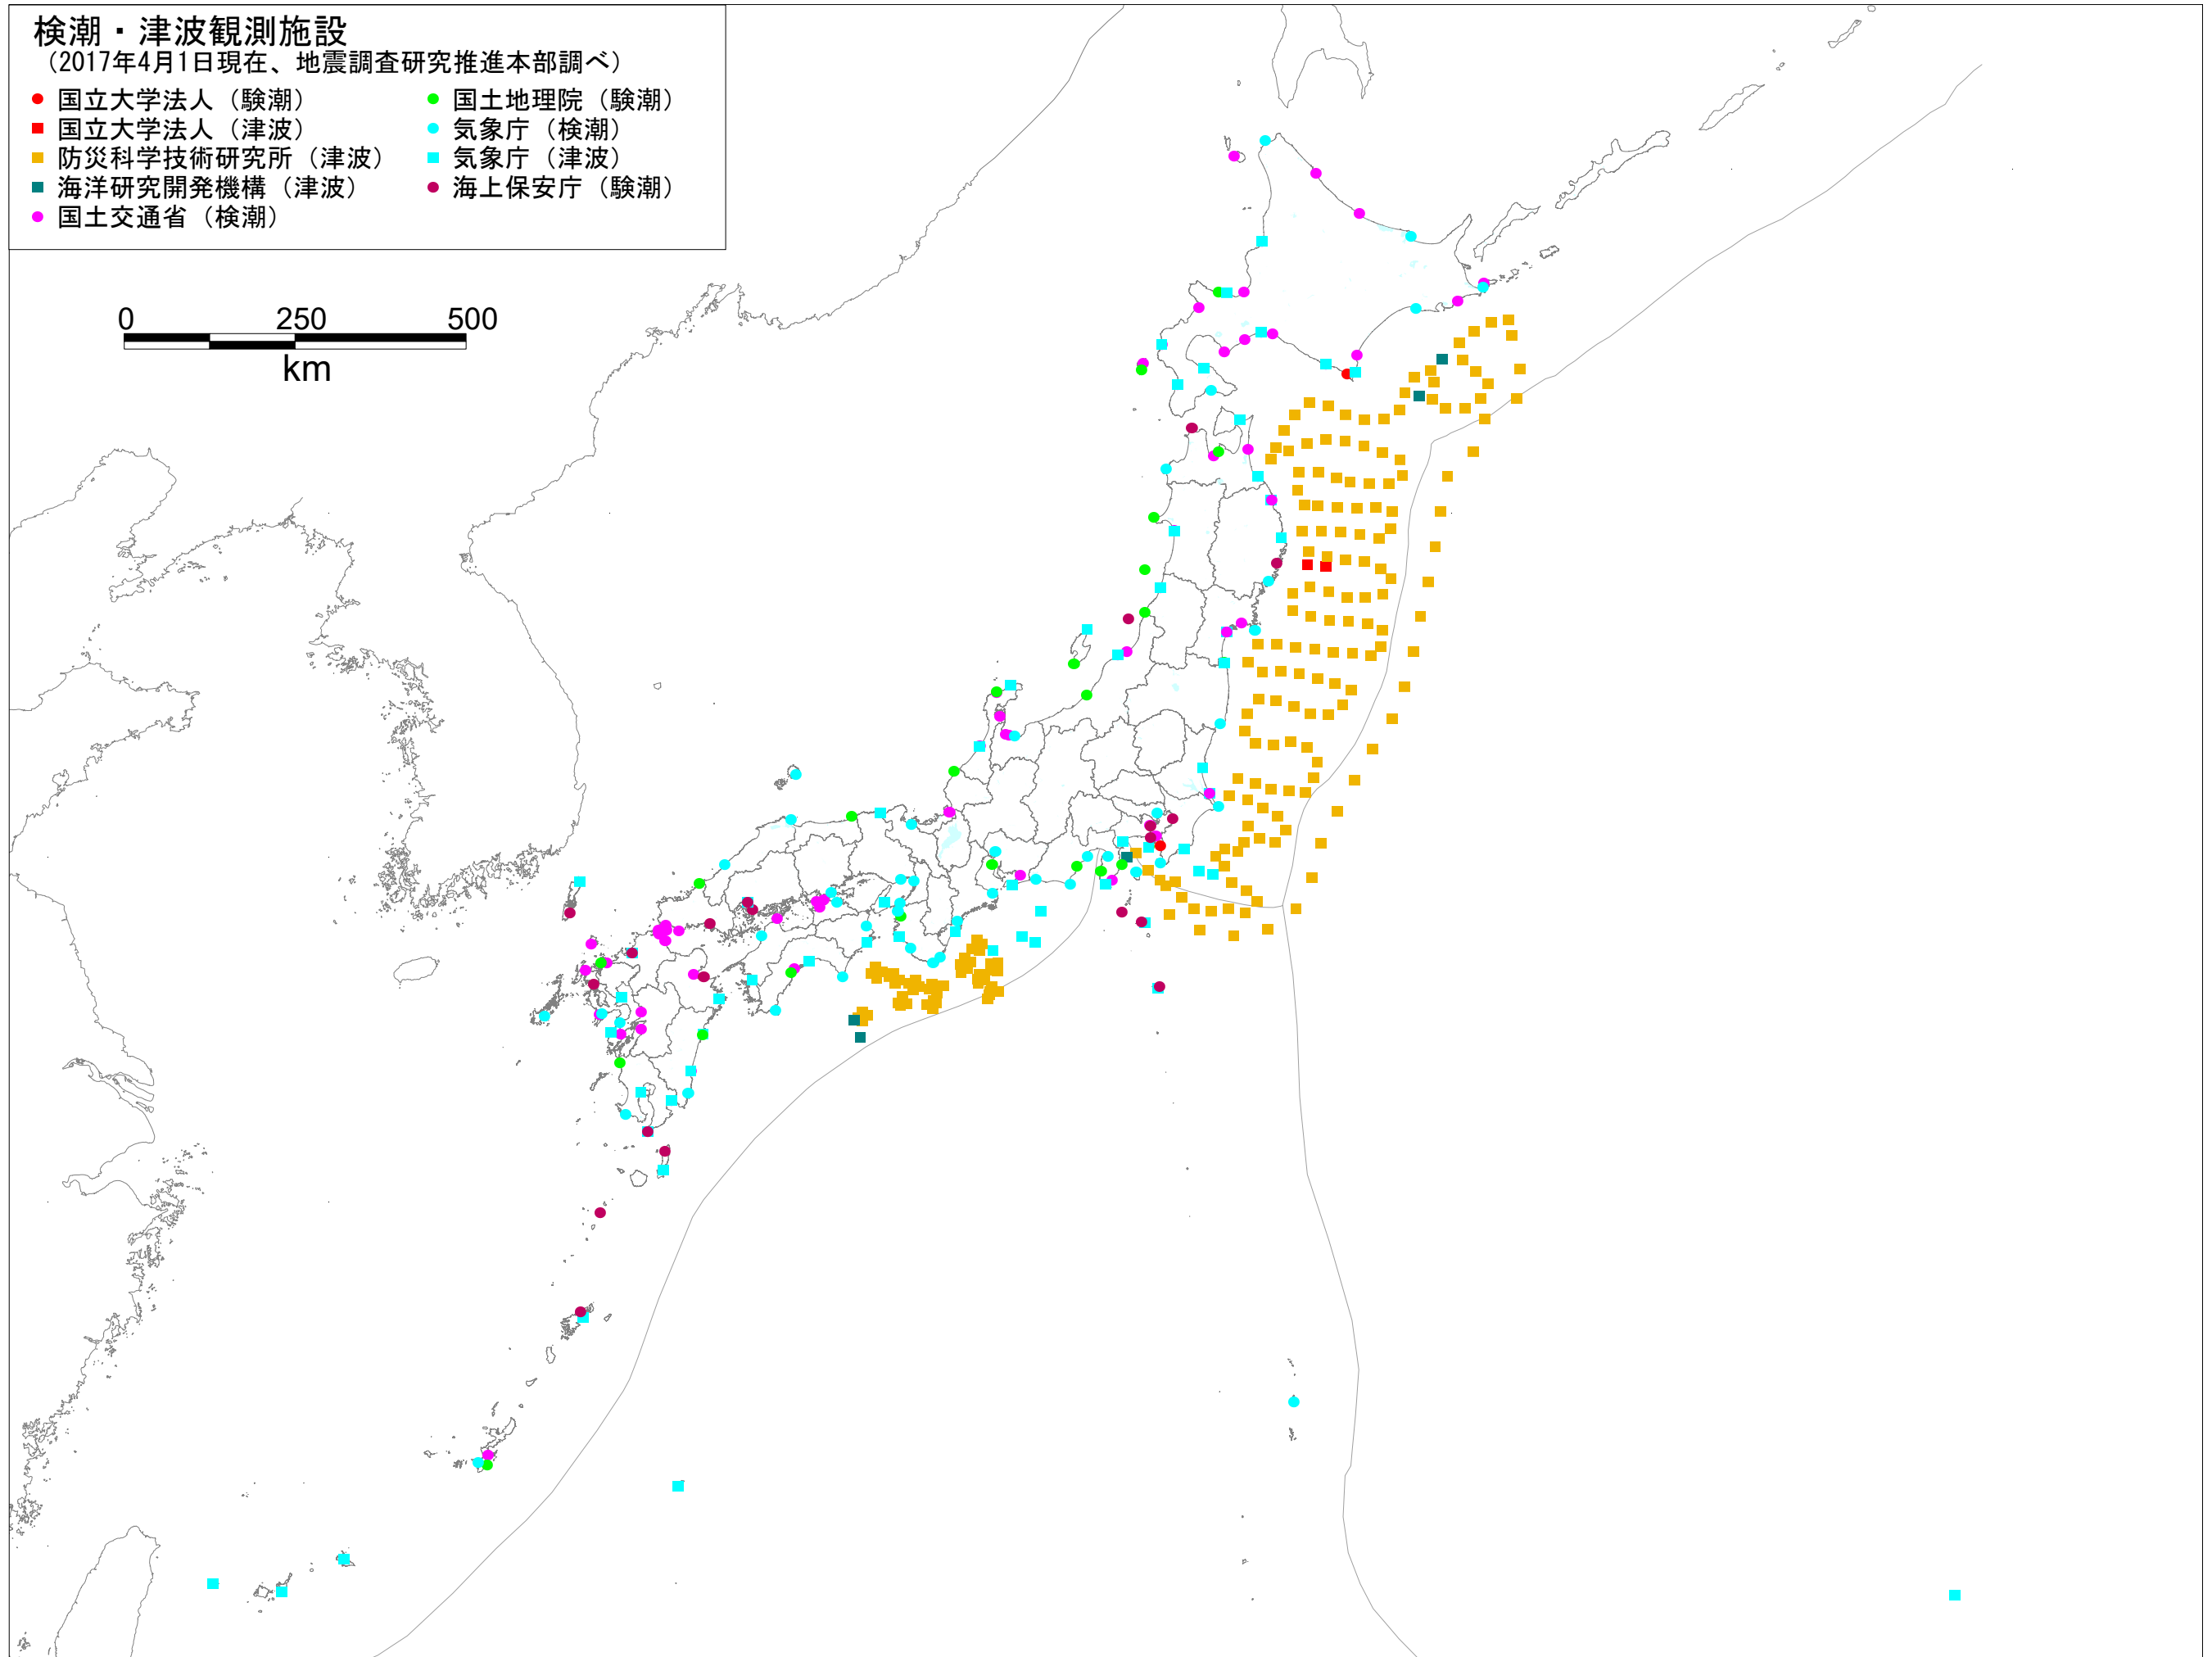 検潮・津波観測施設
（2017年4月1日現在、地震調査研究推進本部調べ）
国立大学法人（験潮）
国立大学法人（津波）
防災科学技術研究所（津波）
海洋研究開発機構（津波）
国土交通省（検潮）
国土地理院（験潮）
気象庁（検潮）
気象庁（津波）
海上保安庁（験潮）
0 250 500
km